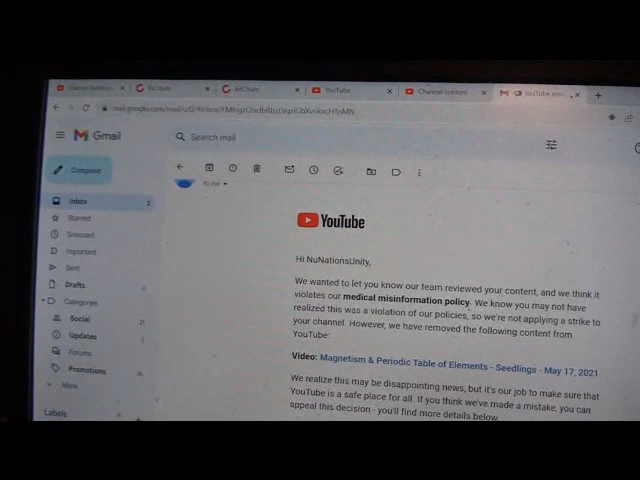 BitChute
BitChute
YouTube
Channel content
YouTube
Gmail
Search mail
Compose
Inbox
Starred
Snoozed
Important
Sent
Drafts
Categories
Social
Updates
Forums
Promotions
More
Labels
to me
YouTube
Hi NuNationsUnity,
We wanted to let you know our team reviewed your content, and we think it
violates our medical misinformation policy. We know you may not have
realized this was a violation of our policies, so we're not applying a strike to
your channel. However, we have removed the following content from
YouTube:
Video: Magnetism & Periodic Table of Elements - Seedlings - May 17, 2021
We realize this may be disappointing news, but it's our job to make sure that
YouTube is a safe place for all. If you think we've made a mistake, you can
appeal this decision - you'll find more details below.